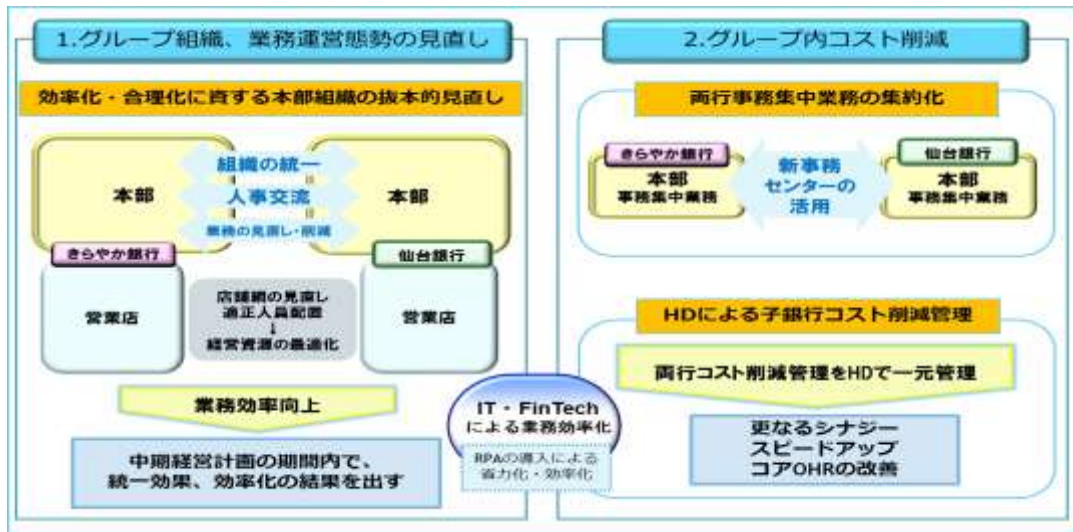 1.グループ組織、業務運営態勢の見直し
効率化・合理化に資する本部組織の抜本的見直し
本部
組織の統一
人事交流
業務の見直し・削減
本部
きらやか銀行
仙台銀行
営業店
店舗網の見直し
適正人員配置
↓
経営資源の最適化
営業店
業務効率向上
中期経営計画の期間内で、
統一効果、効率化の結果を出す
IT・FinTech
による業務効率化
RPAの導入による
省力化・効率化
2.グループ内コスト削減
両行事務集中業務の集約化
きらやか銀行
本部
事務集中業務
新事務
センターの
活用
仙台銀行
本部
事務集中業務
HDによる子銀行コスト削減管理
両行コスト削減管理をHDで一元管理
更なるシナジー
スピードアップ
コアOHRの改善